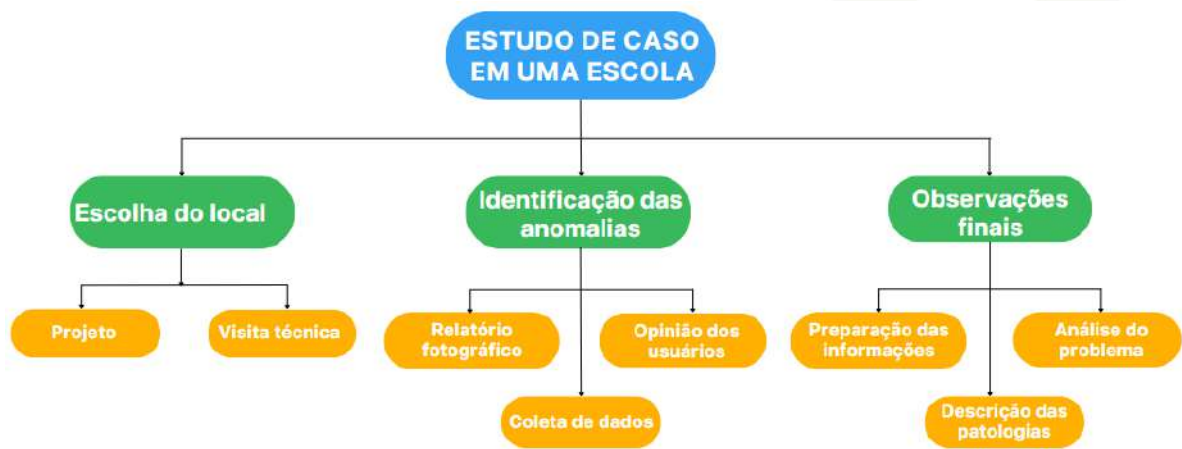 ESTUDO DE CASO
EM UMA ESCOLA
Escolha do local
Identificação das
anomalias
Observações
finais
Projeto
Visita técnica
Relatório
fotográfico
Opinião dos
usuários
Coleta de dados
Preparação das
informações
Análise do
problema
Descrição das
patologias